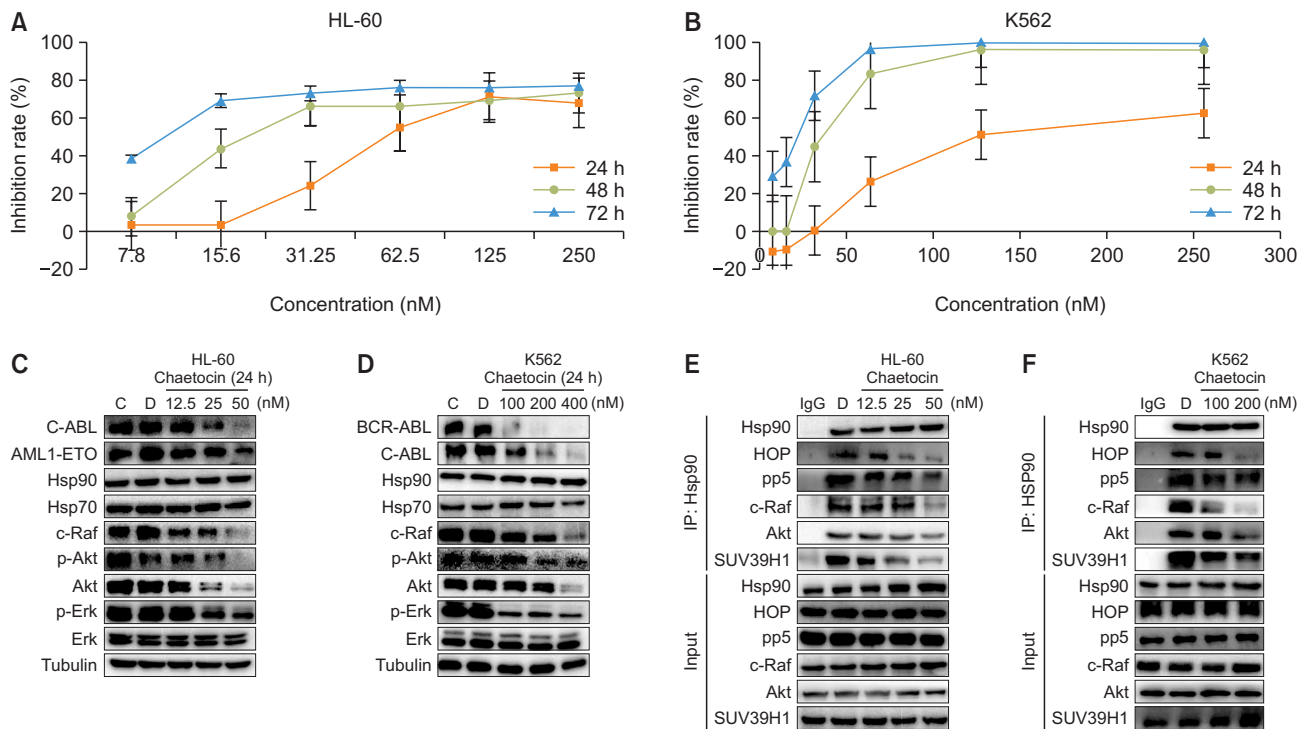 A
HL-60
Inhibition rate (%)
100
80
60
40
20
0
−20
7.8 15.6 31.25 62.5 125 250
Concentration (nM)
24 h
48 h
72 h
B
K562
Inhibition rate (%)
100
80
60
40
20
0
−20
0 50 100 150 200 250 300
Concentration (nM)
24 h
48 h
72 h
C
HL-60
Chaetocin (24 h)
C D 12.5 25 50 (nM)
C-ABL
AML1-ETO
Hsp90
Hsp70
c-Raf
p-Akt
Akt
p-Erk
Erk
Tubulin
D
K562
Chaetocin (24 h)
C D 100 200 400 (nM)
BCR-ABL
C-ABL
Hsp90
Hsp70
c-Raf
p-Akt
Akt
p-Erk
Erk
Tubulin
E
HL-60
Chaetocin
IgG D 12.5 25 50 (nM)
IP: Hsp90
Hsp90
HOP
pp5
c-Raf
Akt
SUV39H1
Input
Hsp90
HOP
pp5
c-Raf
Akt
SUV39H1
F
K562
Chaetocin
IgG D 100 200 (nM)
IP: HSP90
Hsp90
HOP
pp5
c-Raf
Akt
SUV39H1
Input
Hsp90
HOP
pp5
c-Raf
Akt
SUV39H1